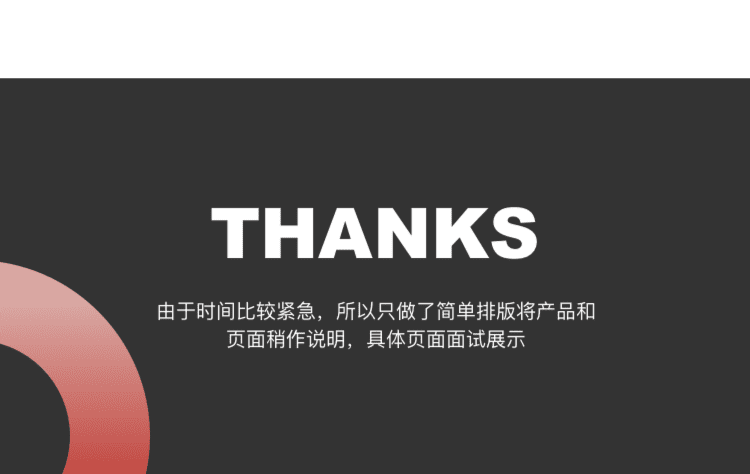 THANKS
由于时间比较紧急，所以只做了简单排版将产品和
页面稍作说明，具体页面面试展示